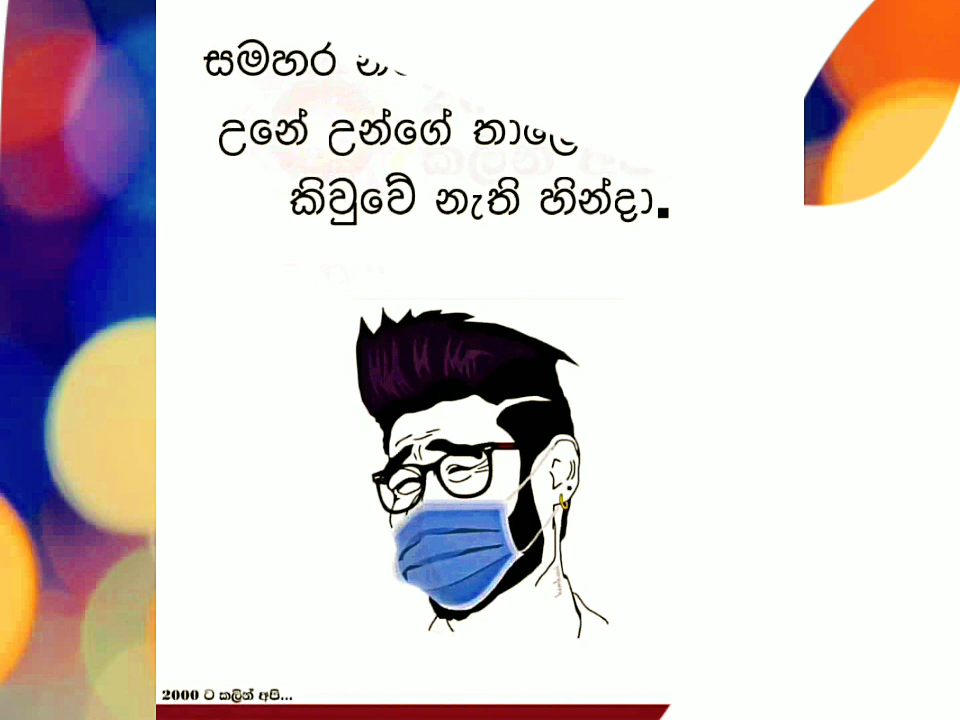 සමහර
උනේ උන්ගේ තාලෙ
කිවුවේ නැති හින්දා.
2000 ට කලින් අපි...